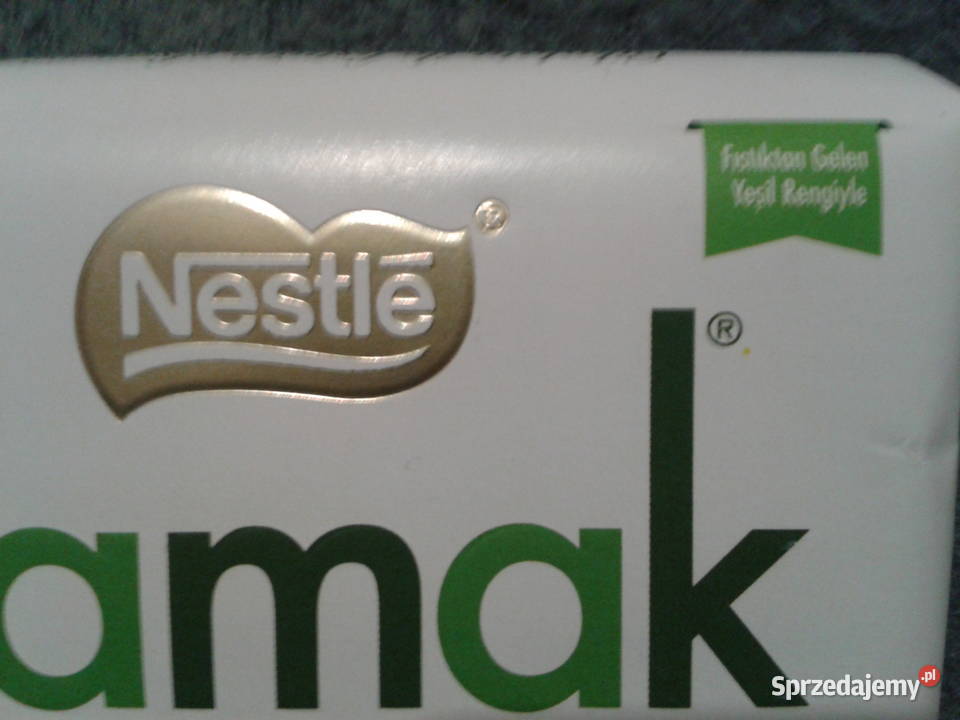 Nestlé
®
Fıstıktan Gelen
Yeşil Rengiyle
®
amak
Sprzedajemy.pl